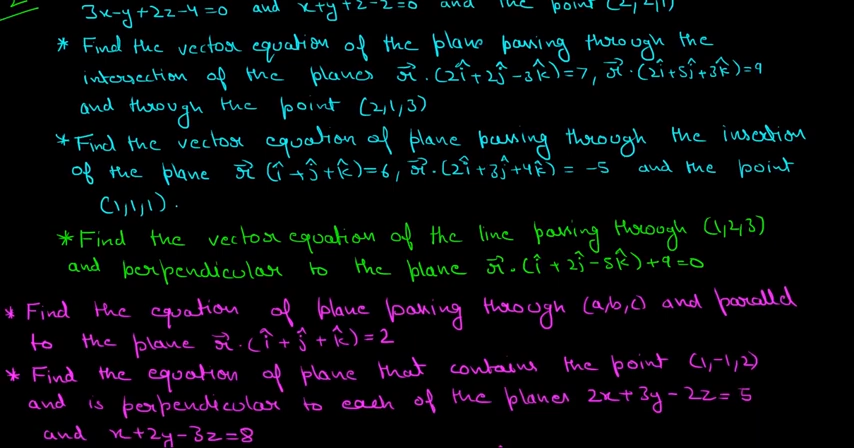 3x-y+2z-4=0 and x+y+z-2=0 and the point (2,2,1)
* Find the vector equation of the plane passing through the
intersection of the planes r⃗.(2î+2ĵ-3k̂)=7, r⃗.(2î+5ĵ+3k̂)=9
and through the point (2,1,3)
* Find the vector equation of plane passing through the insertion
of the plane r⃗(î+ĵ+k̂)=6, r⃗.(2î+3ĵ+4k̂)=-5 and the point
(1,1,1).
* Find the vector equation of the line passing through (1,2,3)
and perpendicular to the plane r⃗.(î+2ĵ-5k̂)+9=0
* Find the equation of plane passing through (a,b,c) and parallel
to the plane r⃗.(î+ĵ+k̂)=2
* Find the equation of plane that contains the point (1,-1,2)
and is perpendicular to each of the planes 2x+3y-2z=5
and x+2y-3z=8